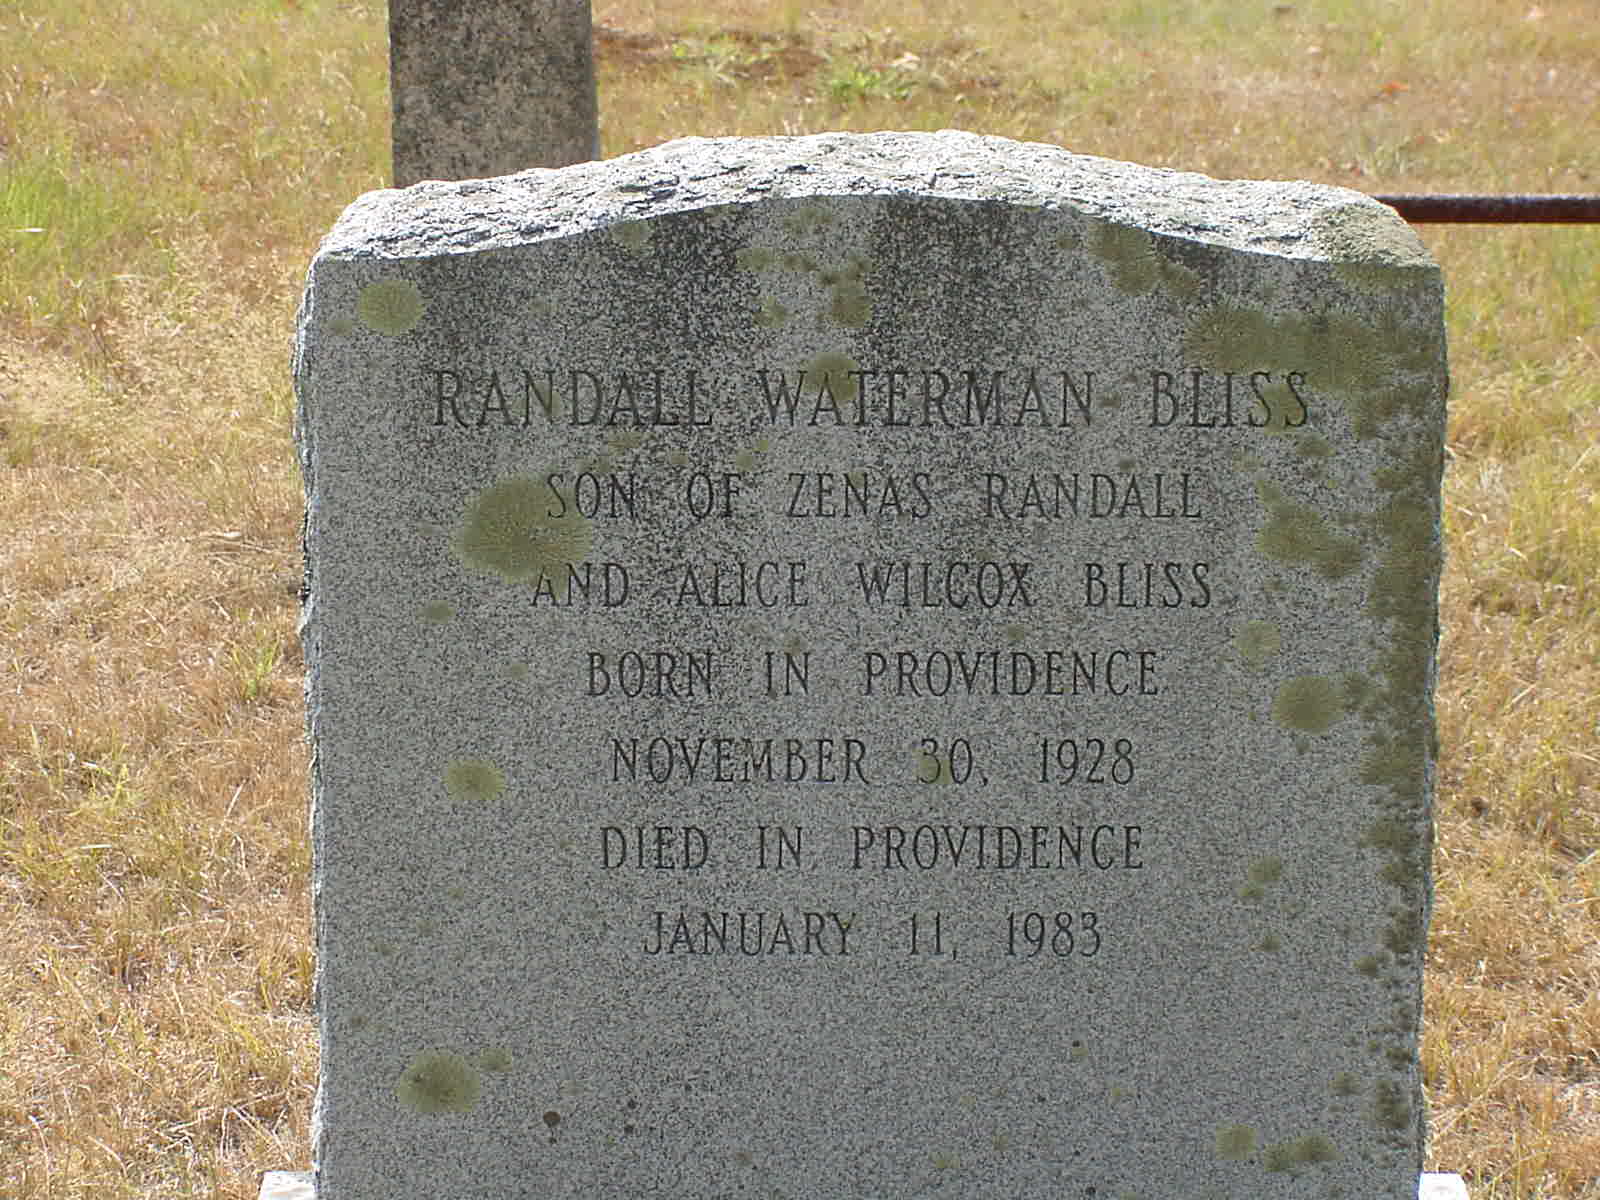 RANDALL WATERMAN BLISS
SON OF ZENAS RANDALL
AND ALICE WILCOX BLISS
BORN IN PROVIDENCE
NOVEMBER 30, 1928
DIED IN PROVIDENCE
JANUARY 11, 1983